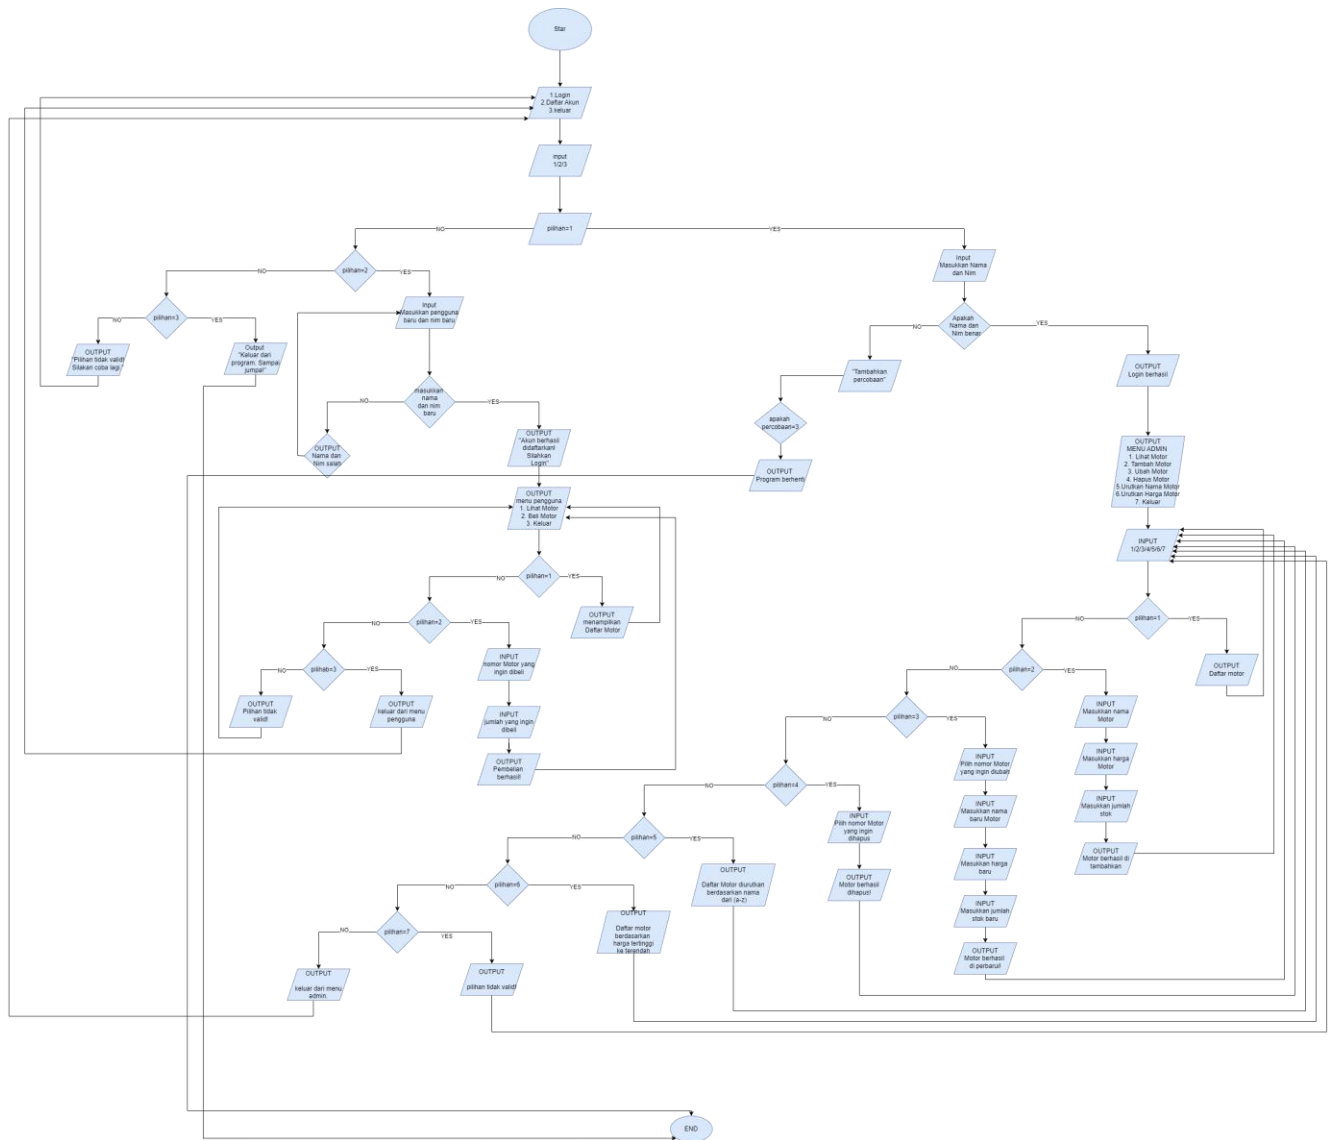 Star
1.Login
2.Daftar Akun
3.keluar
input
1/2/3
pilihan=1
NO
YES
Input
Masukkan Nama
dan Nim
pilihan=2
NO
YES
pilihan=3
NO
YES
Input
Masukkan pengguna
baru dan nim baru
Apakah
Nama dan
Nim benar
NO
YES
OUTPUT
"Pilihan tidak valid!
Silakan coba lagi."
Output
"Keluar dari
program. Sampai
jumpa!"
"Tambahkan
percobaan"
OUTPUT
Login berhasil
masukkan
nama
dan nim
baru
NO
YES
apakah
percobaan=3
OUTPUT
Nama dan
Nim salah
OUTPUT
"Akun berhasil
didaftarkan!
Silahkan
Login"
OUTPUT
Program berhenti
OUTPUT
MENU ADMIN
1. Lihat Motor
2. Tambah Motor
3. Ubah Motor
4. Hapus Motor
5.Urutkan Nama Motor
6.Urutkan Harga Motor
7. Keluar
OUTPUT
menu pengguna
1. Lihat Motor
2. Beli Motor
3. Keluar
INPUT
1/2/3/4/5/6/7
pilihan=1
NO
YES
OUTPUT
menampilkan
Daftar Motor
pilihan=2
NO
YES
pilihab=3
NO
YES
INPUT
nomor Motor yang
ingin dibeli
OUTPUT
Pilihan tidak
valid!
OUTPUT
keluar dari menu
pengguna
INPUT
jumlah yang ingin
dibeli
OUTPUT
Pembelian
berhasil!
pilihan=1
NO
YES
OUTPUT
Daftar motor
pilihan=2
NO
YES
INPUT
Masukkan nama
Motor
INPUT
Masukkan harga
Motor
INPUT
Masukkan jumlah
stok
OUTPUT
Motor berhasil di
tambahkan
pilihan=3
NO
YES
INPUT
Pilih nomor Motor
yang ingin diubah
INPUT
Masukkan nama
baru Motor
INPUT
Masukkan harga
baru
INPUT
Masukkan jumlah
stok baru
OUTPUT
Motor berhasil
di perbarui!
pilihan=4
NO
YES
INPUT
Pilih nomor Motor
yang ingin
dihapus
OUTPUT
Motor berhasil
dihapus!
pilihan=5
NO
YES
OUTPUT
Daftar Motor diurutkan
berdasarkan nama
dari (a-z)
pilihan=6
NO
YES
OUTPUT
Daftar motor
berdasarkan
harga tertinggi
ke terendah
pilihan=7
NO
YES
OUTPUT
keluar dari menu
admin.
OUTPUT
pilihan tidak valid!
END